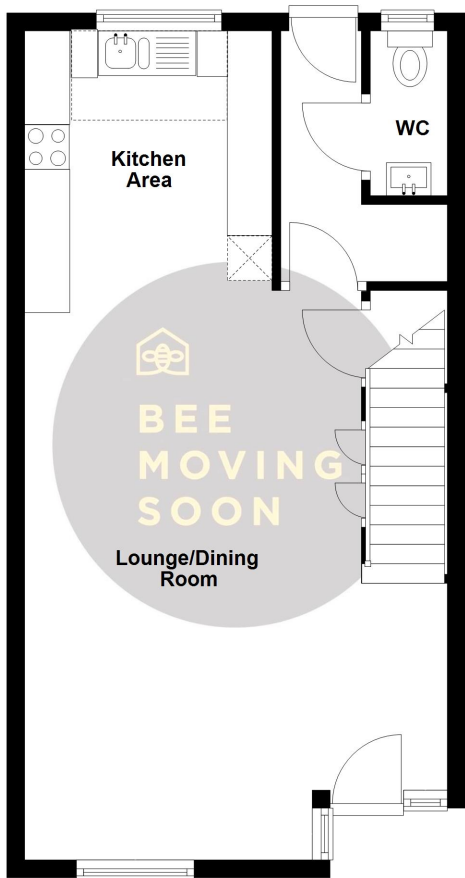 Kitchen
Area
WC
BEE
MOVING
SOON
Lounge/Dining
Room